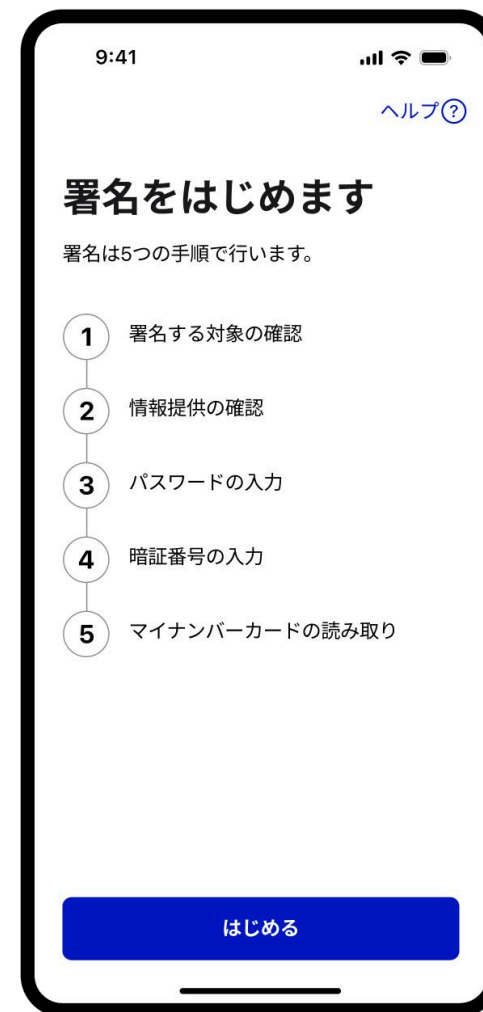 9:41
ヘルプ?
署名をはじめます
署名は5つの手順で行います。
1 署名する対象の確認
2 情報提供の確認
3 パスワードの入力
4 暗証番号の入力
5 マイナンバーカードの読み取り
はじめる